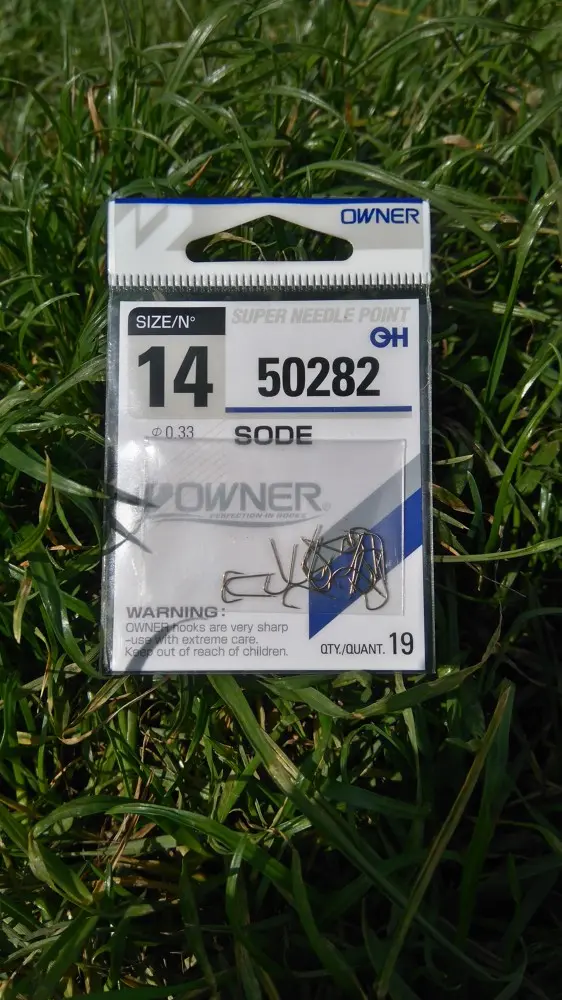 OWNER
SIZE/N°
SUPER NEEDLE POINT
14
OH
50282
Φ 0.33
SODE
OWNER®
PERFECTION IN HOOKS
WARNING:
OWNER hooks are very sharp
-use with extreme care.
Keep out of reach of children.
QTY./QUANT. 19